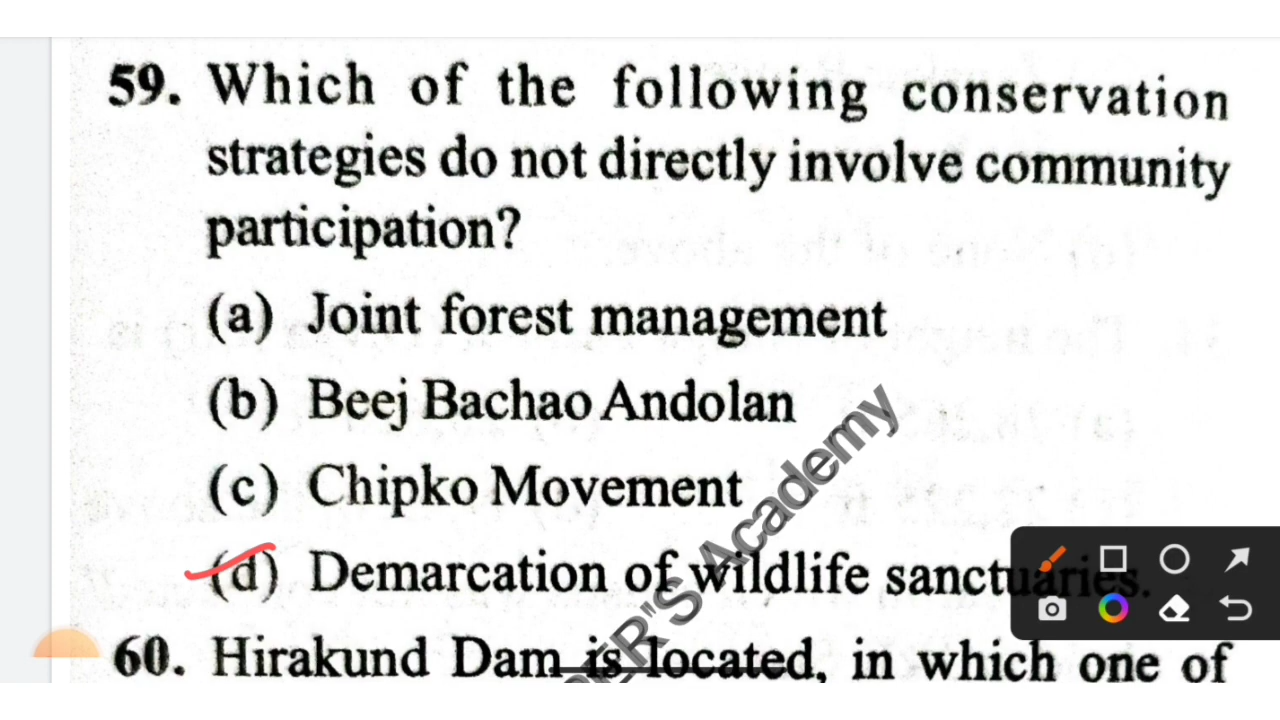 59. Which of the following conservation
strategies do not directly involve community
participation?
(a) Joint forest management
(b) Beej Bachao Andolan
(c) Chipko Movement
(d) Demarcation of wildlife sanctuaries.
60. Hirakund Dam is located, in which one of
PER'S Academy